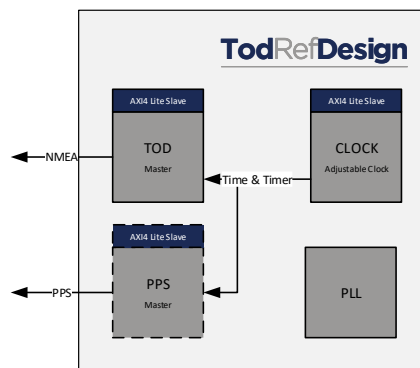 TodRefDesign
AXI4 Lite Slave
TOD
Master
AXI4 Lite Slave
CLOCK
Adjustable Clock
NMEA
Time & Timer
AXI4 Lite Slave
PPS
Master
PPS
PLL